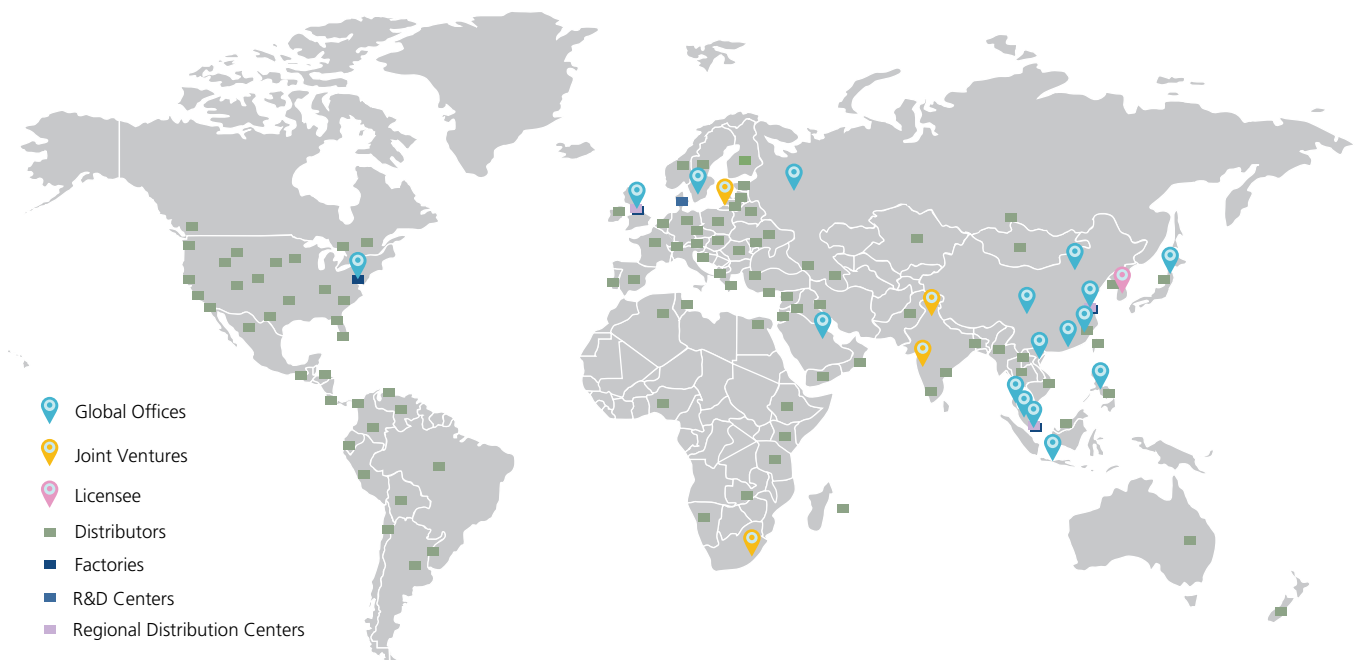 Global Offices
Joint Ventures
Licensee
Distributors
Factories
R&D Centers
Regional Distribution Centers